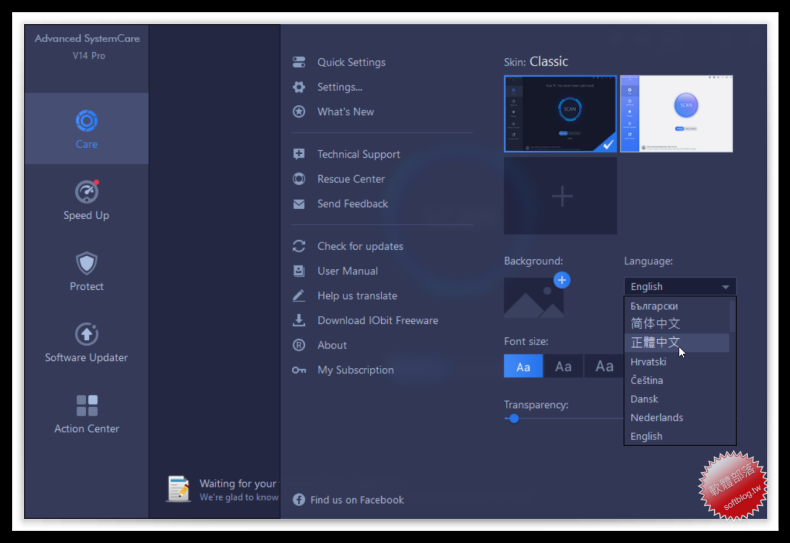 Advanced SystemCare
V14 Pro
Care
Speed Up
Protect
Software Updater
Action Center
Waiting for your
We're glad to know
Quick Settings
Settings...
What's New
Technical Support
Rescue Center
Send Feedback
Check for updates
User Manual
Help us translate
Download IObit Freeware
About
My Subscription
Find us on Facebook
Skin: Classic
SCAN
SCAN
Background:
Language:
English
Български
简体中文
正體中文
Hrvatski
Čeština
Dansk
Nederlands
English
Font size:
Aa
Aa
Aa
Transparency:
軟體部落
softblog.tw